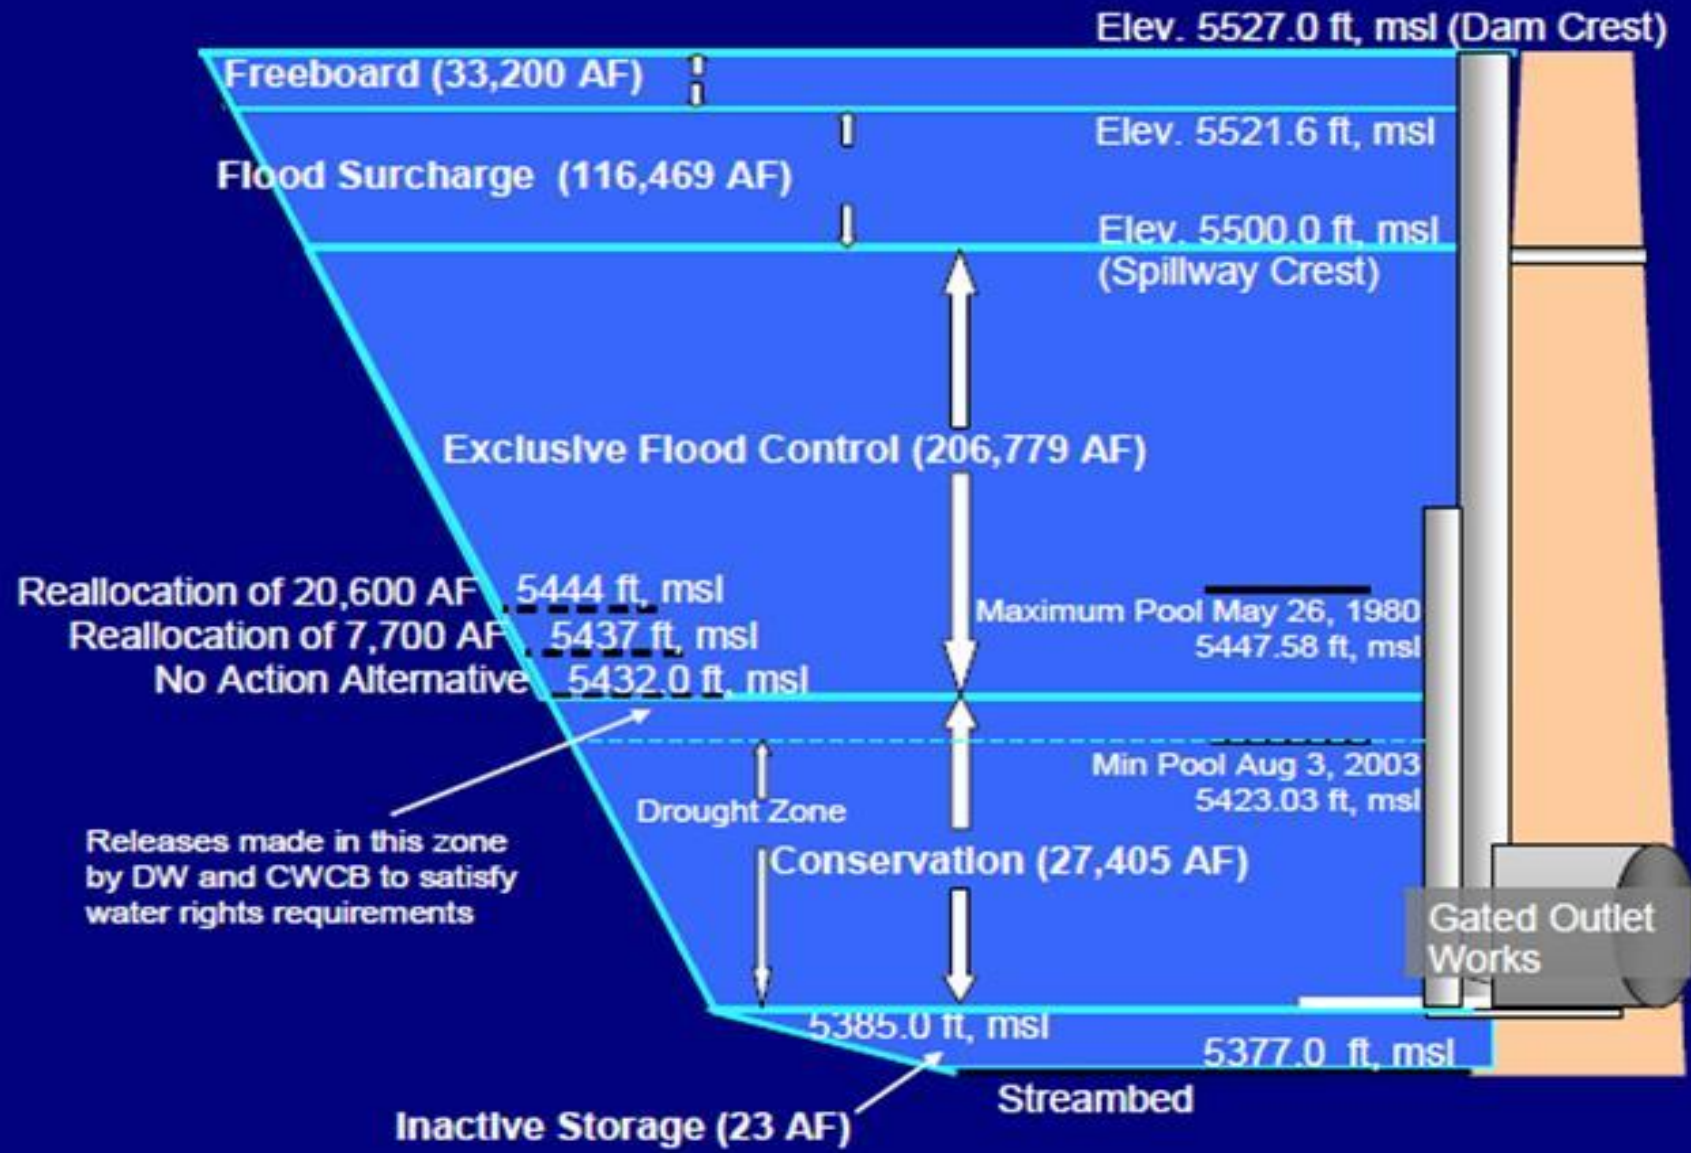 Elev. 5527.0 ft, msl (Dam Crest)
Freeboard (33,200 AF)
Elev. 5521.6 ft, msl
Flood Surcharge (116,469 AF)
Elev. 5500.0 ft, msl
(Spillway Crest)
Exclusive Flood Control (206,779 AF)
Reallocation of 20,600 AF 5444 ft, msl
Reallocation of 7,700 AF 5437 ft, msl
No Action Alternative 5432.0 ft, msl
Maximum Pool May 26, 1980
5447.58 ft, msl
Min Pool Aug 3, 2003
5423.03 ft, msl
Drought Zone
Releases made in this zone
by DW and CWCB to satisfy
water rights requirements
Conservation (27,405 AF)
Gated Outlet
Works
5385.0 ft, msl
5377.0 ft, msl
Streambed
Inactive Storage (23 AF)